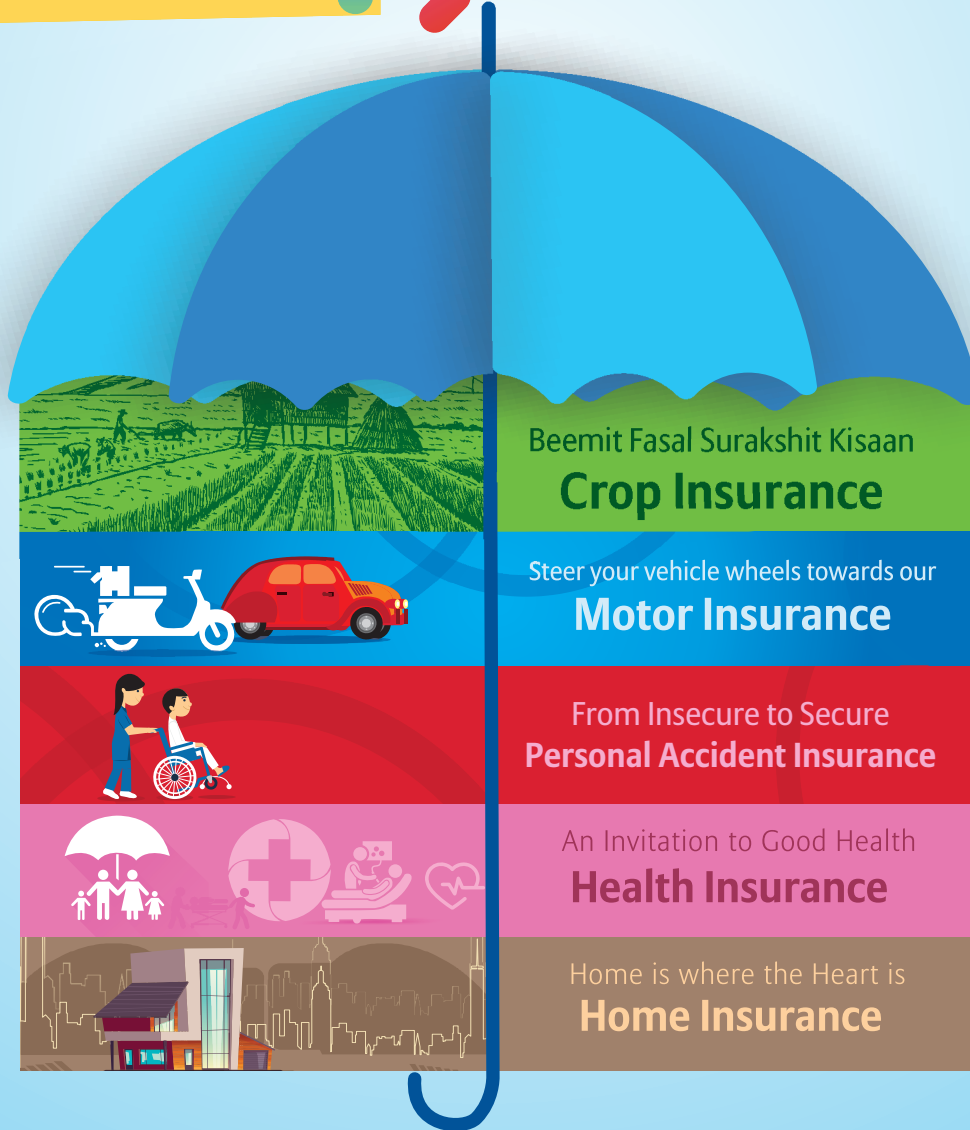 Beemit Fasal Surakshit Kisaan
Crop Insurance
Steer your vehicle wheels towards our
Motor Insurance
From Insecure to Secure
Personal Accident Insurance
An Invitation to Good Health
Health Insurance
Home is where the Heart is
Home Insurance